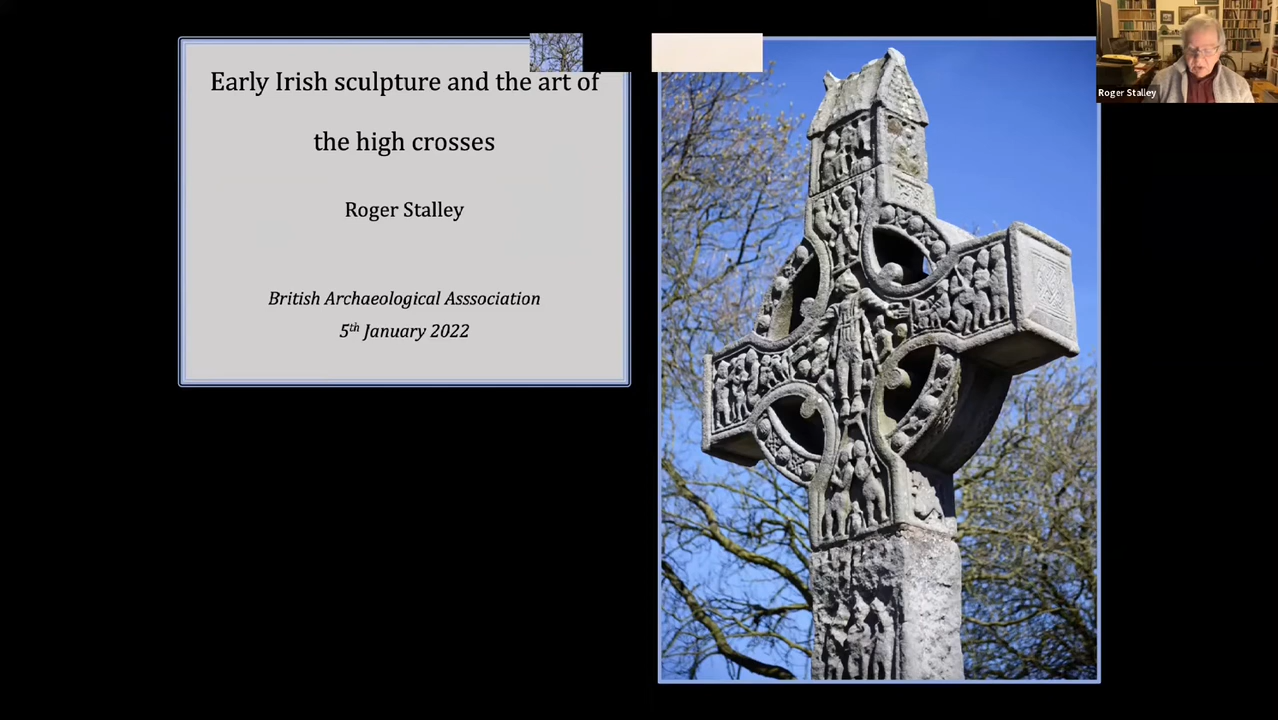 Early Irish sculpture and the art of
the high crosses
Roger Stalley
British Archaeological Asssociation
5th January 2022
Roger Stalley